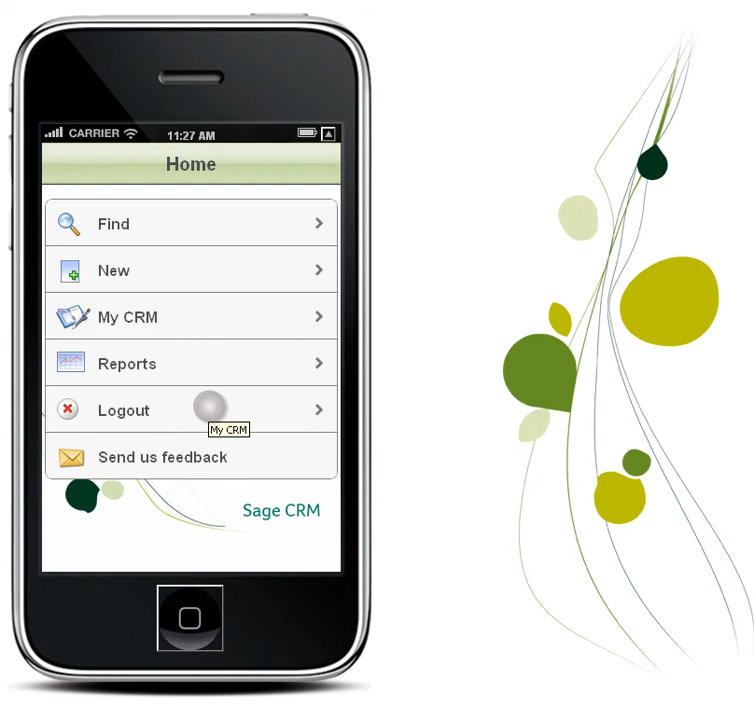 CARRIER 11:27 AM
Home
Find
New
My CRM
Reports
Logout
My CRM
Send us feedback
Sage CRM